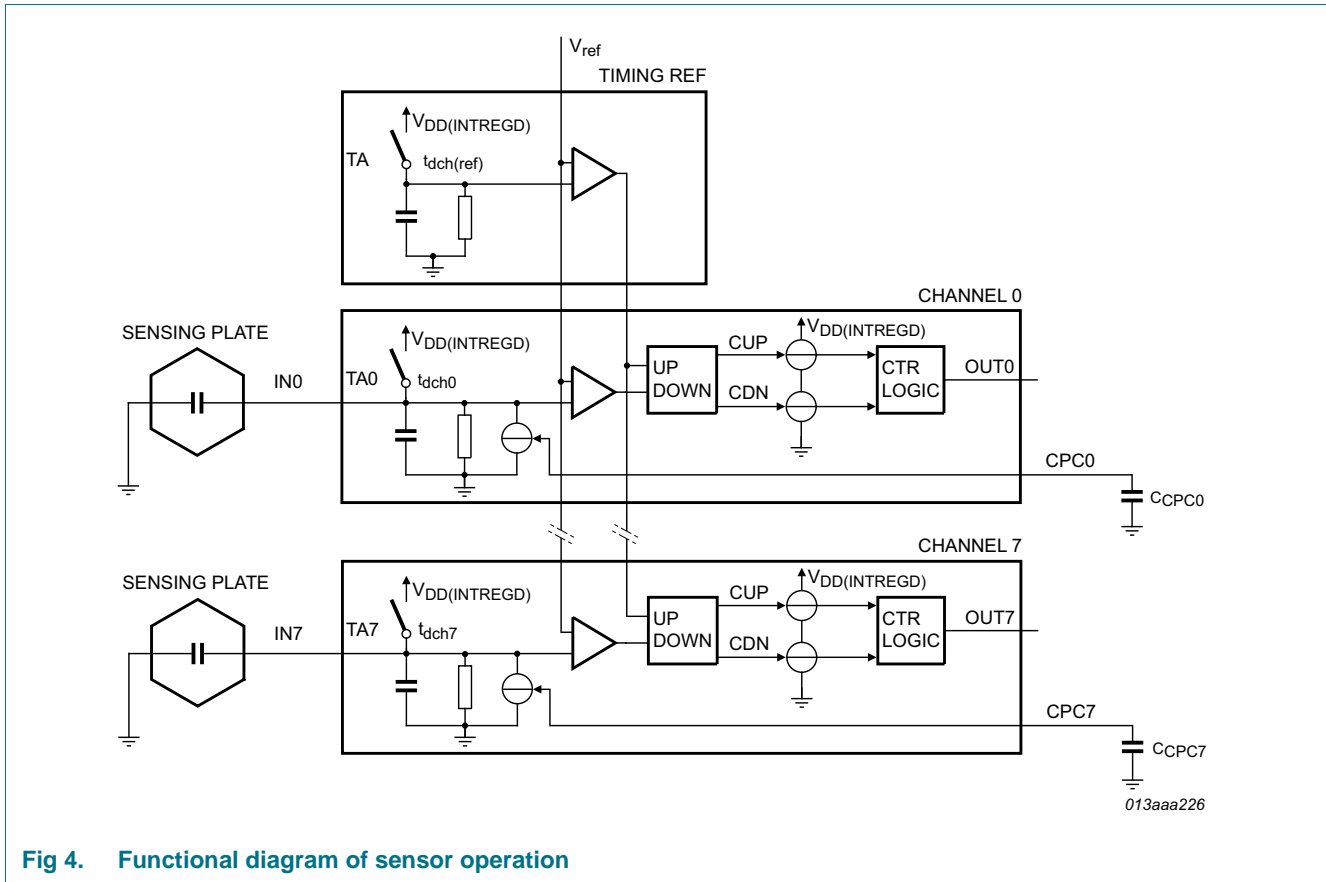 Vref
TIMING REF
VDD(INTREGD)
TA
tdch(ref)
CHANNEL 0
SENSING PLATE
VDD(INTREGD)
VDD(INTREGD)
IN0
TA0
tdch0
UP
DOWN
CUP
CDN
CTR
LOGIC
OUT0
CPC0
CCPC0
CHANNEL 7
SENSING PLATE
VDD(INTREGD)
VDD(INTREGD)
IN7
TA7
tdch7
UP
DOWN
CUP
CDN
CTR
LOGIC
OUT7
CPC7
CCPC7
013aaa226
Fig 4. Functional diagram of sensor operation